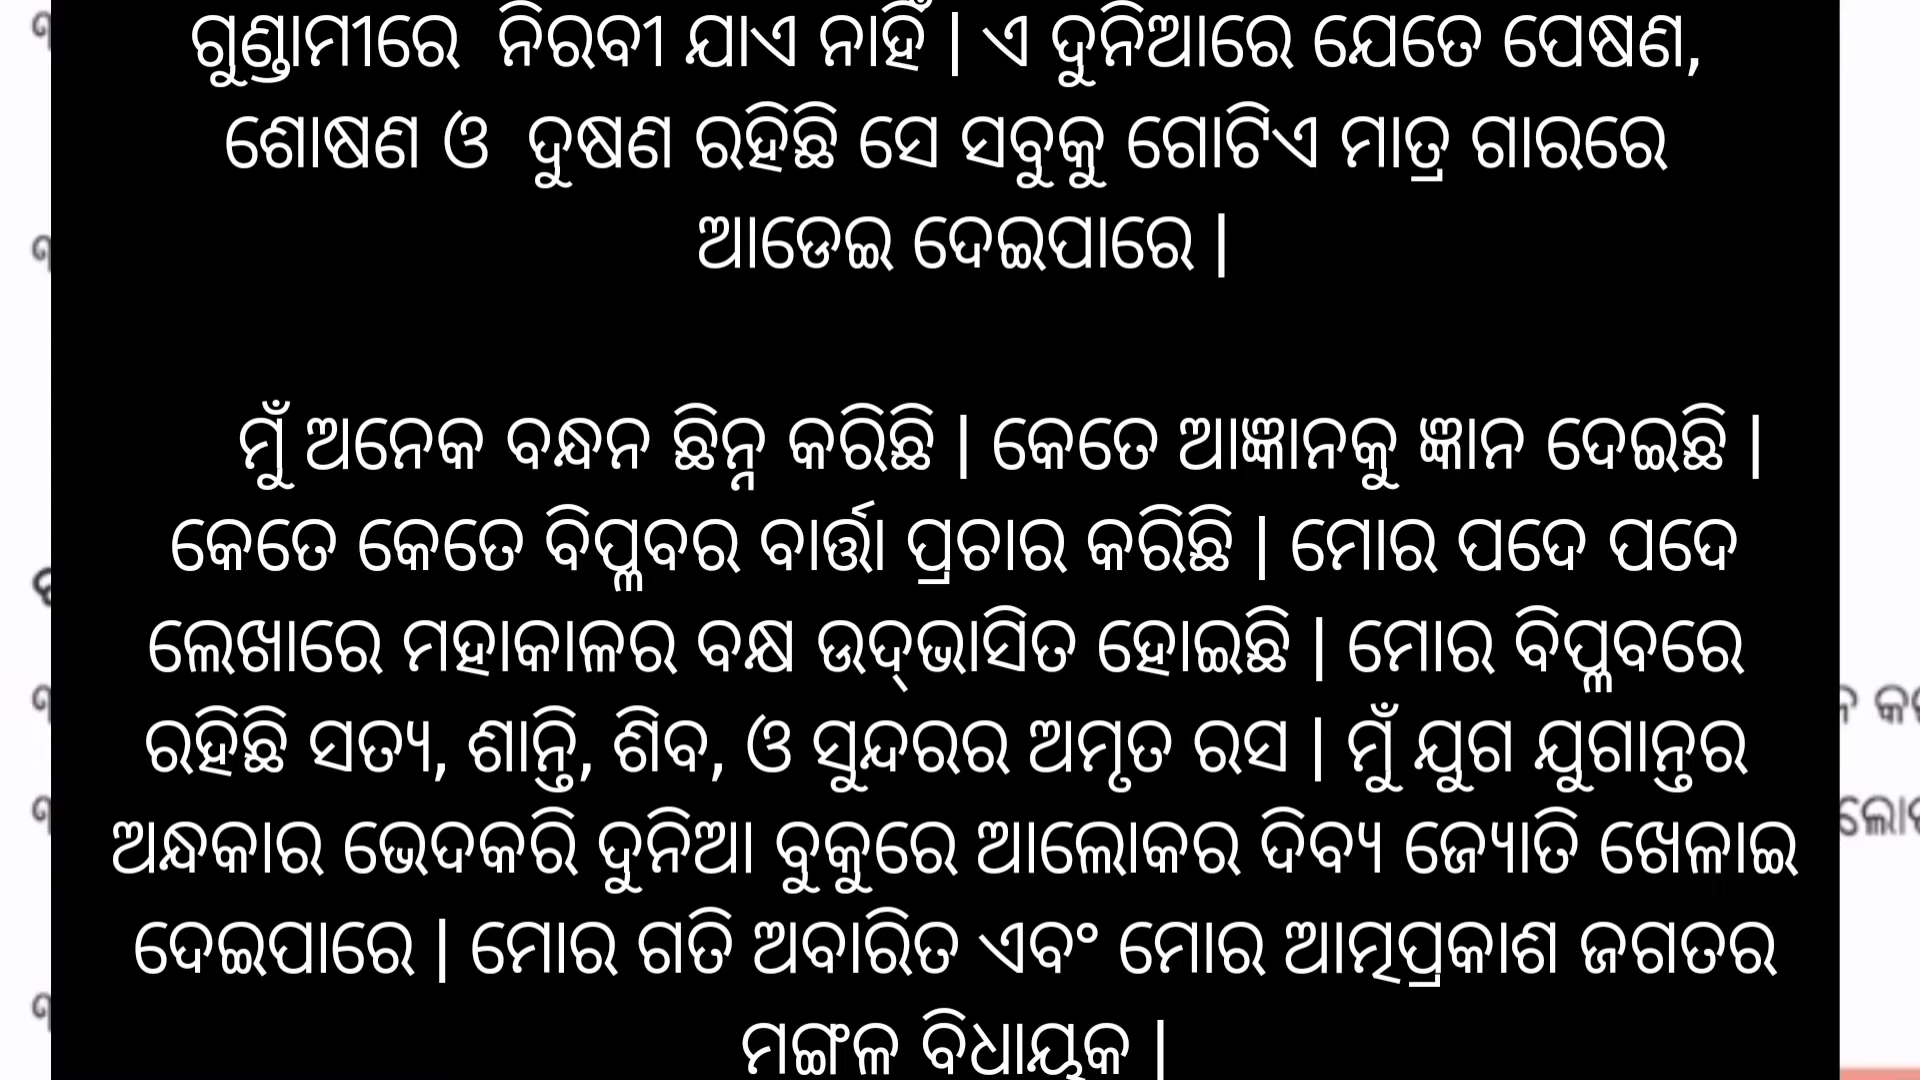 ଗୁଣ୍ଡାମୀରେ ନିରବୀ ଯାଏ ନାହିଁ | ଏ ଦୁନିଆରେ ଯେତେ ପେଷଣ,
ଶୋଷଣ ଓ ଦୁଷଣ ରହିଛି ସେ ସବୁକୁ ଗୋଟିଏ ମାତ୍ର ଗାରରେ
ଆଡେଇ ଦେଇପାରେ |
ମୁଁ ଅନେକ ବନ୍ଧନ ଛିନ୍ନ କରିଛି | କେତେ ଆଜ୍ଞାନକୁ ଜ୍ଞାନ ଦେଇଛି |
କେତେ କେତେ ବିପ୍ଳବର ବାର୍ତ୍ତା ପ୍ରଚାର କରିଛି | ମୋର ପଦେ ପଦେ
ଲେଖାରେ ମହାକାଳର ବକ୍ଷ ଉଦ୍‌ଭାସିତ ହୋଇଛି | ମୋର ବିପ୍ଳବରେ
ରହିଛି ସତ୍ୟ, ଶାନ୍ତି, ଶିବ, ଓ ସୁନ୍ଦରର ଅମୃତ ରସ | ମୁଁ ଯୁଗ ଯୁଗାନ୍ତର
ଅନ୍ଧକାର ଭେଦକରି ଦୁନିଆ ବୁକୁରେ ଆଲୋକର ଦିବ୍ୟ ଜ୍ୟୋତି ଖେଳାଇ
ଦେଇପାରେ | ମୋର ଗତି ଅବାରିତ ଏବଂ ମୋର ଆତ୍ମପ୍ରକାଶ ଜଗତର
ମଙ୍ଗଳ ବିଧାୟକ |